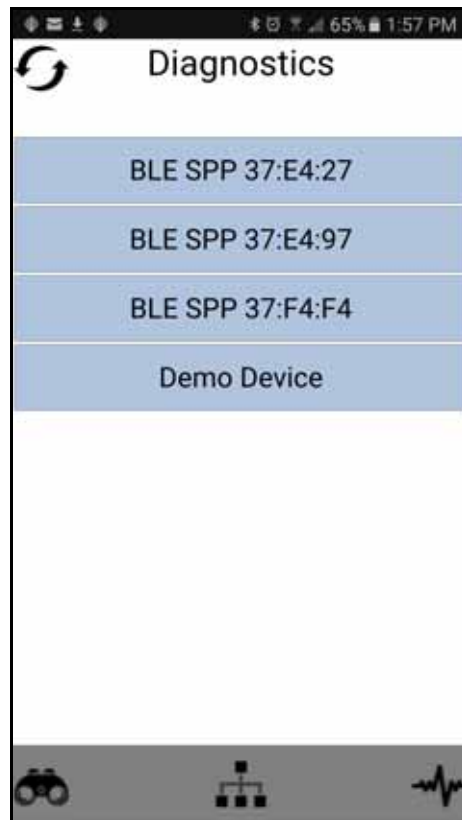 65% 1:57 PM
Diagnostics
BLE SPP 37:E4:27
BLE SPP 37:E4:97
BLE SPP 37:F4:F4
Demo Device